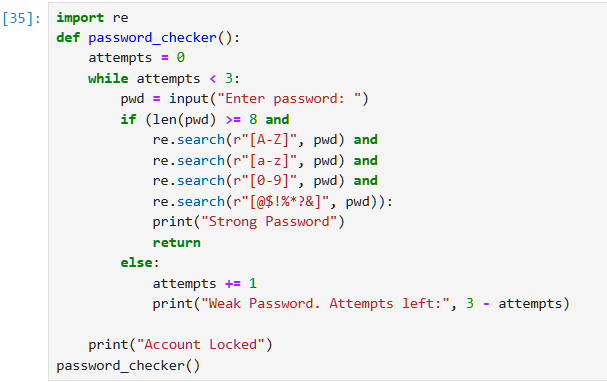 [35]: import re
def password_checker():
    attempts = 0
    while attempts < 3:
        pwd = input("Enter password: ")
        if (len(pwd) >= 8 and
            re.search(r"[A-Z]", pwd) and
            re.search(r"[a-z]", pwd) and
            re.search(r"[0-9]", pwd) and
            re.search(r"[@$!%*?&]", pwd)):
            print("Strong Password")
            return
        else:
            attempts += 1
            print("Weak Password. Attempts left:", 3 - attempts)

    print("Account Locked")
password_checker()